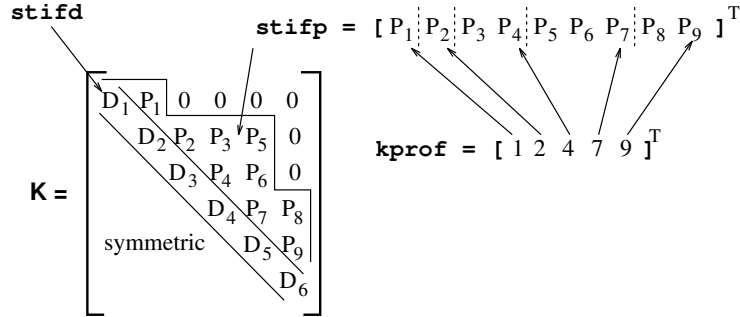 stifd
stifp = [ P1 P2 P3 P4 P5 P6 P7 P8 P9 ]T
D1 P1 0 0 0 0
D2 P2 P3 P5 0
kprof = [ 1 2 4 7 9 ]T
D3 P4 P6 0
K =
D4 P7 P8
symmetric D5 P9
D6